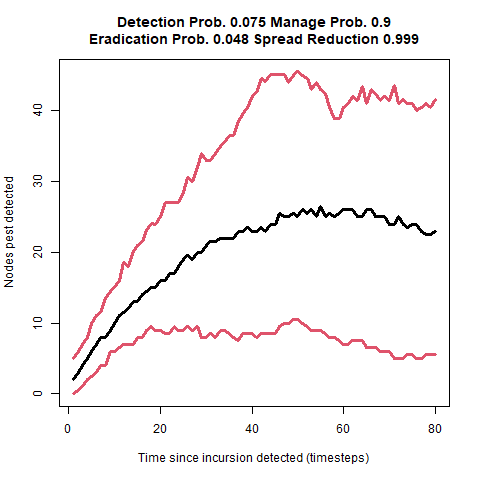 Detection Prob. 0.075 Manage Prob. 0.9
Eradication Prob. 0.048 Spread Reduction 0.999
Nodes pest detected
40
30
20
10
0
0 20 40 60 80
Time since incursion detected (timesteps)